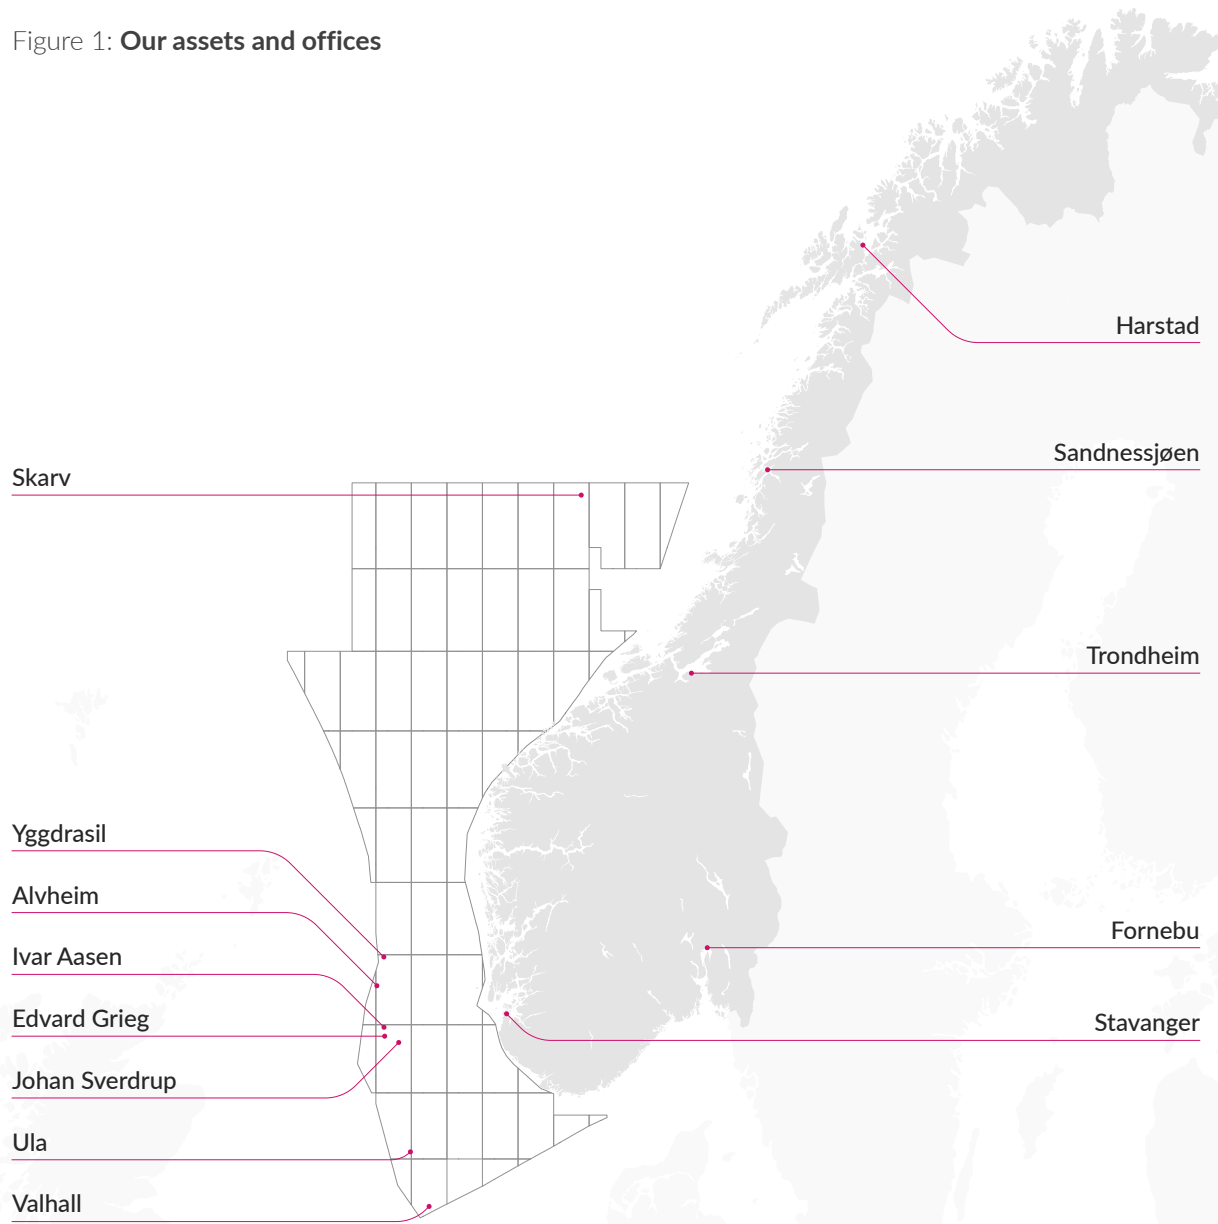 Figure 1: Our assets and offices
Harstad
Sandnessjøen
Skarv
Trondheim
Yggdrasil
Alvheim
Ivar Aasen
Fornebu
Edvard Grieg
Stavanger
Johan Sverdrup
Ula
Valhall